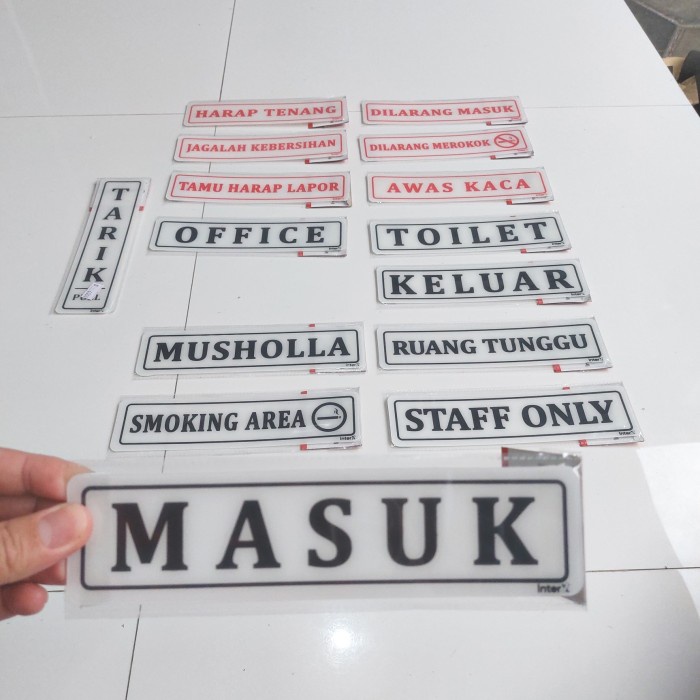 HARAP TENANG
DILARANG MASUK
JAGALAH KEBERSIHAN
DILARANG MEROKOK
TAMU HARAP LAPOR
AWAS KACA
TARIK
OFFICE
TOILET
KELUAR
MUSHOLLA
RUANG TUNGGU
SMOKING AREA
STAFF ONLY
MASUK
inter